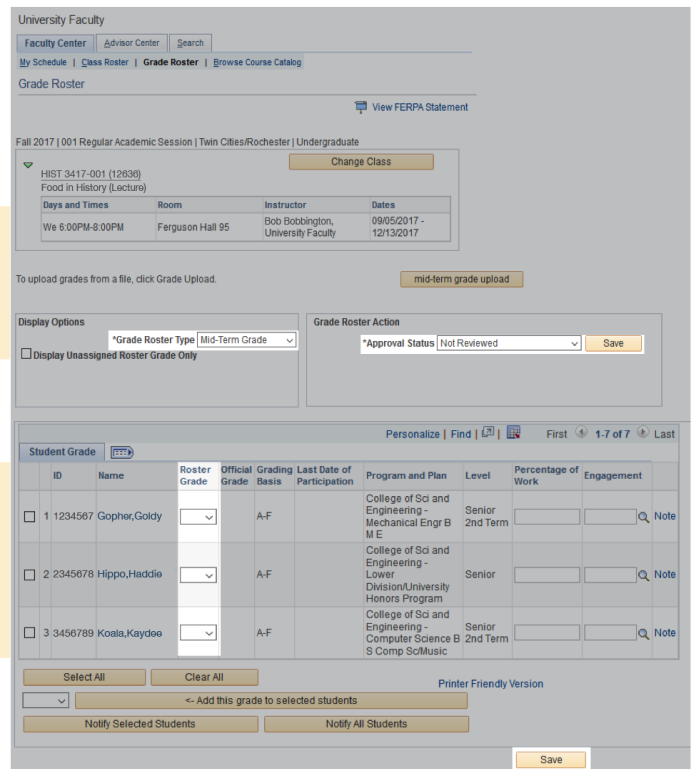 University Faculty
Faculty Center Advisor Center Search
My Schedule | Class Roster | Grade Roster | Browse Course Catalog
Grade Roster
View FERPA Statement
Fall 2017 | 001 Regular Academic Session | Twin Cities/Rochester | Undergraduate
Change Class
HIST 3417-001 (12636)
Food in History (Lecture)
Days and Times Room Instructor Dates
We 6:00PM-8:00PM Ferguson Hall 95 Bob Bobbington, 09/05/2017 -
University Faculty 12/13/2017
To upload grades from a file, click Grade Upload. mid-term grade upload
Display Options Grade Roster Action
*Grade Roster Type Mid-Term Grade *Approval Status Not Reviewed Save
Display Unassigned Roster Grade Only
Personalize | Find | First 1-7 of 7 Last
Student Grade
ID Name Roster Official Grading Last Date of Program and Plan Level Percentage of Engagement
Grade Grade Basis Participation Work
College of Sci and
Engineering - Senior
1 1234567 Gopher,Goldy A-F Mechanical Engr B 2nd Term Note
M E
College of Sci and
Engineering -
2 2345678 Hippo,Haddie A-F Lower Senior Note
Division/University
Honors Program
College of Sci and
Engineering - Senior
3 3456789 Koala,Kaydee A-F Computer Science B 2nd Term Note
S Comp Sc/Music
Select All Clear All Printer Friendly Version
<- Add this grade to selected students
Notify Selected Students Notify All Students
Save